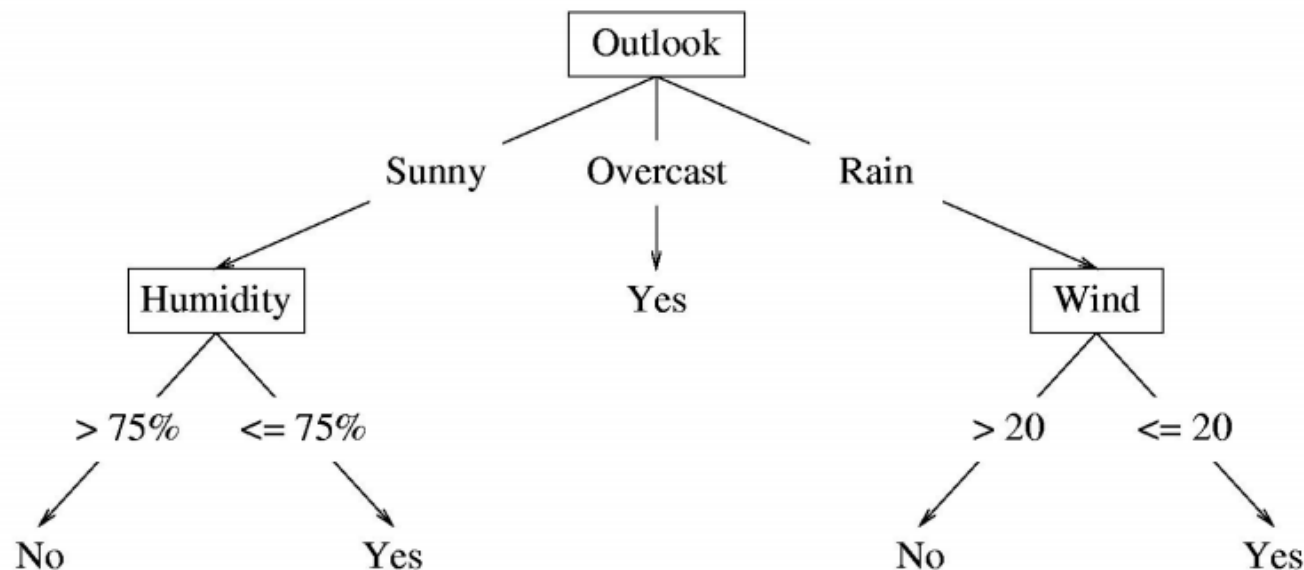 Outlook
Sunny Overcast Rain
Humidity Yes Wind
> 75% <= 75% > 20 <= 20
No Yes No Yes